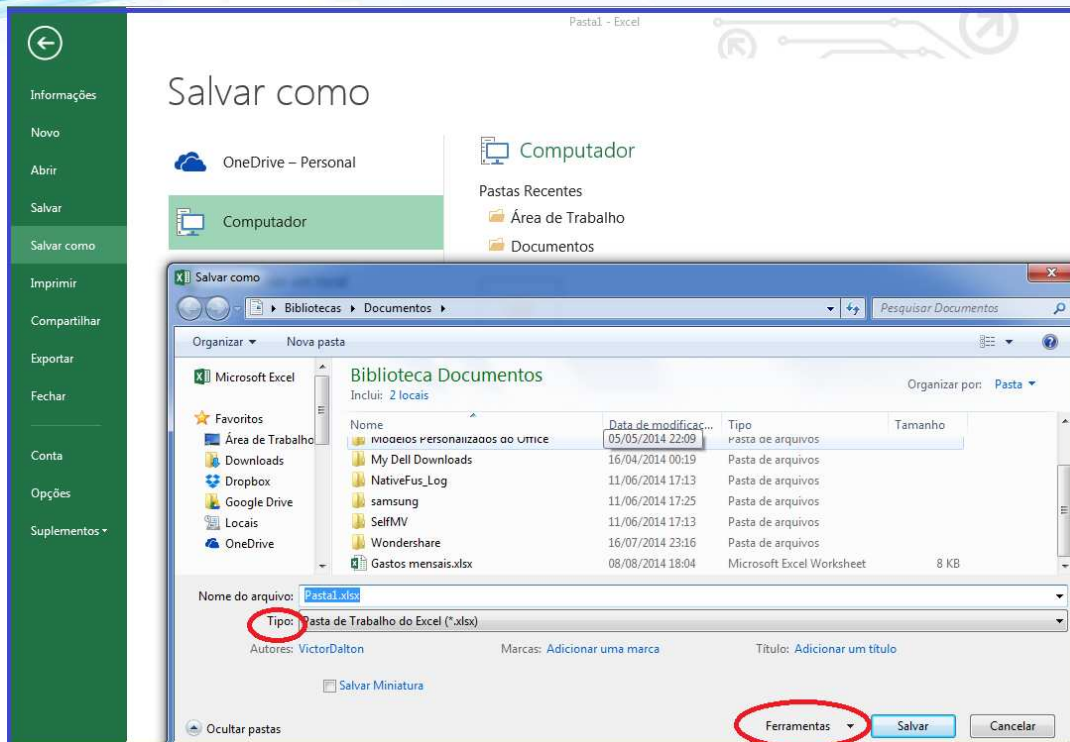 Pasta1 - Excel
Informações
Novo
Abrir
Salvar
Salvar como
Imprimir
Compartilhar
Exportar
Fechar
Conta
Opções
Suplementos
Salvar como
OneDrive – Personal
Computador
Computador
Pastas Recentes
Área de Trabalho
Documentos
Salvar como
Bibliotecas Documentos
Pesquisar Documentos
Organizar Nova pasta
Microsoft Excel
Favoritos
Área de Trabalho
Downloads
Dropbox
Google Drive
Locais
OneDrive
Biblioteca Documentos
Inclui: 2 locais
Organizar por: Pasta
Nome Data de modificaç... Tipo Tamanho
Modelos Personalizados do Office 05/05/2014 22:09 Pasta de arquivos
My Dell Downloads 16/04/2014 00:19 Pasta de arquivos
NativeFus_Log 11/06/2014 17:13 Pasta de arquivos
samsung 11/06/2014 17:25 Pasta de arquivos
SelfMV 11/06/2014 17:13 Pasta de arquivos
Wondershare 16/07/2014 23:16 Pasta de arquivos
Gastos mensais.xlsx 08/08/2014 18:04 Microsoft Excel Worksheet 8 KB
Nome do arquivo: Pasta1.xlsx
Tipo: Pasta de Trabalho do Excel (*.xlsx)
Autores: VictorDalton Marcas: Adicionar uma marca Título: Adicionar um título
Salvar Miniatura
Ocultar pastas Ferramentas Salvar Cancelar